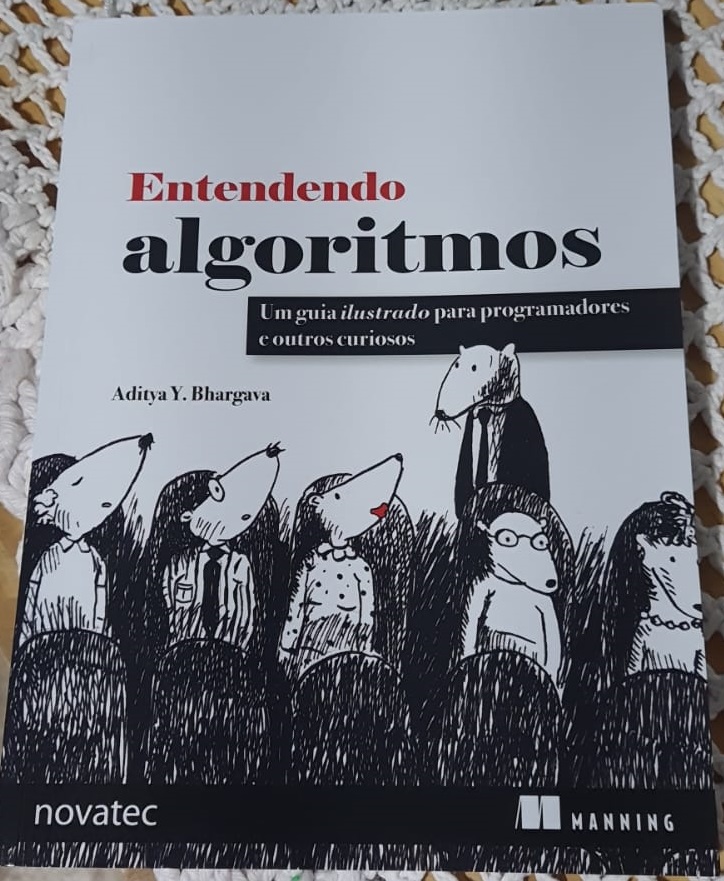 Entendendo
algoritmos
Um guia ilustrado para programadores
e outros curiosos
Aditya Y. Bhargava
novatec
MANNING